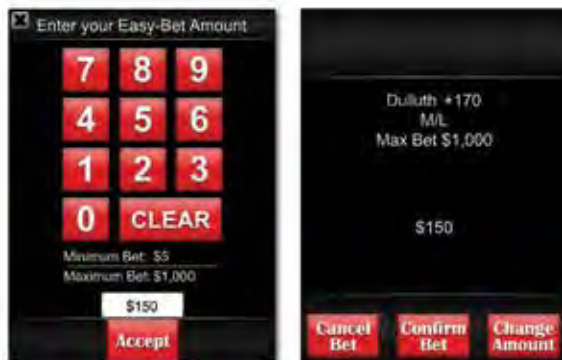 X Enter your Easy-Bet Amount
7 8 9
4 5 6
1 2 3
0 CLEAR
Minimum Bet: $5
Maximum Bet: $1,000
$150
Accept
Dulluth +170
M/L
Max Bet $1,000
$150
Cancel Bet
Confirm Bet
Change Amount